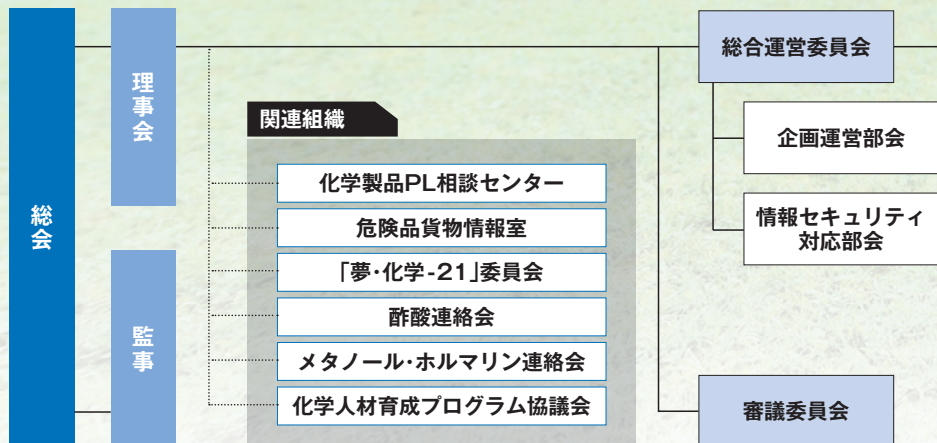 総会
理事会
監事
関連組織
化学製品PL相談センター
危険品貨物情報室
「夢・化学-21」委員会
酢酸連絡会
メタノール・ホルマリン連絡会
化学人材育成プログラム協議会
総合運営委員会
企画運営部会
情報セキュリティ
対応部会
審議委員会